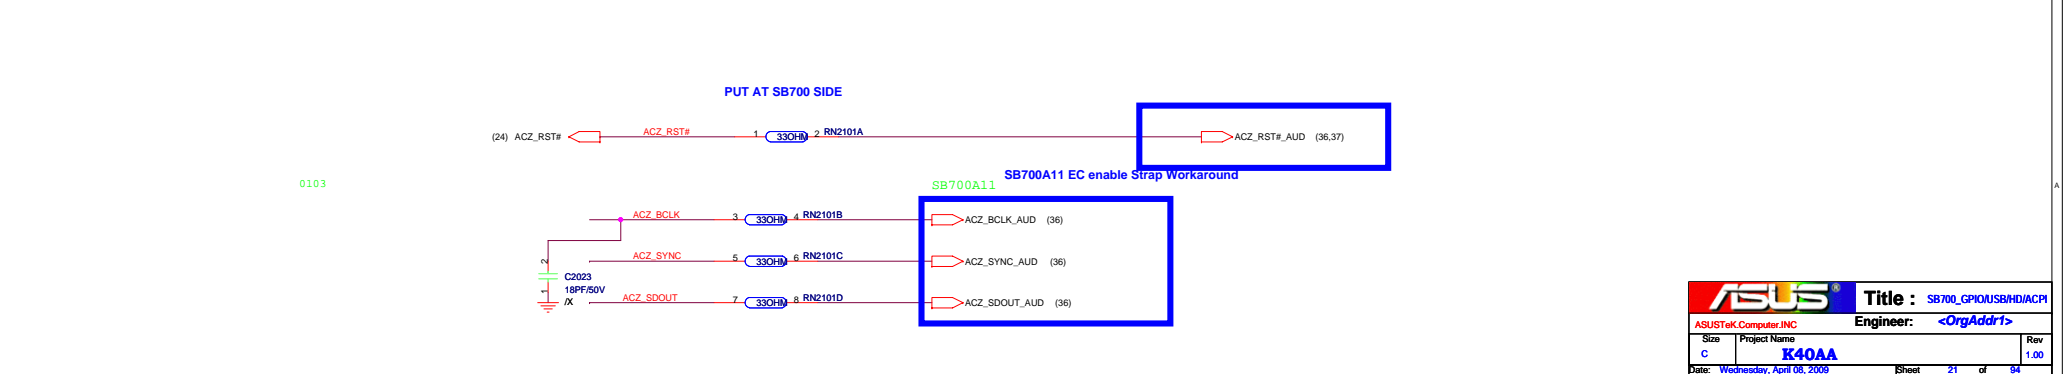 PUT AT SB700 SIDE
(24) ACZ_RST# ACZ_RST# 1 33OHM 2 RN2101A ACZ_RST#_AUD (36,37)
SB700A11 EC enable Strap Workaround
0103 SB700A11
ACZ_BCLK 3 33OHM 4 RN2101B ACZ_BCLK_AUD (36)
ACZ_SYNC 5 33OHM 6 RN2101C ACZ_SYNC_AUD (36)
2
C2023
18PF/50V
1 /X
ACZ_SDOUT 7 33OHM 8 RN2101D ACZ_SDOUT_AUD (36)
A
ASUS ® Title : SB700_GPIO/USB/HD/ACPI
ASUSTeK.Computer.INC Engineer: <OrgAddr1>
Size Project Name Rev
C K40AA 1.00
Date: Wednesday, April 08, 2009 Sheet 21 of 94